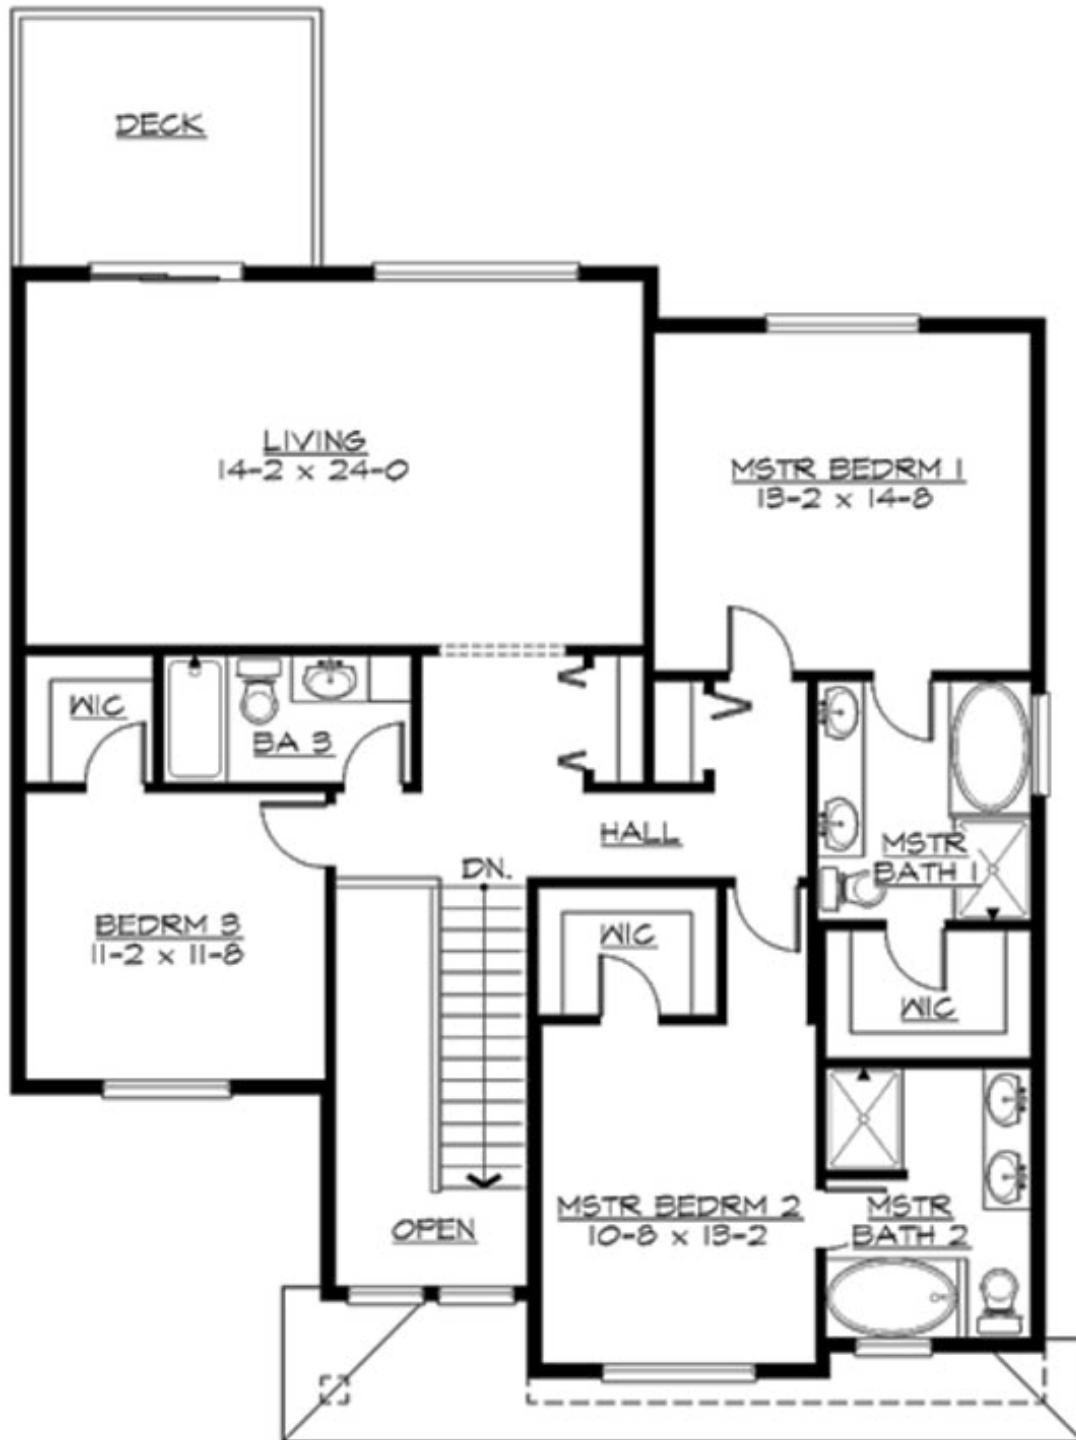 DECK
LIVING
14-2 x 24-0
MSTR BEDRM 1
13-2 x 14-8
WIC
BA 3
HALL
MSTR
BATH 1
DN.
BEDRM 3
11-2 x 11-8
WIC
WIC
MSTR BEDRM 2
10-8 x 13-2
MSTR
BATH 2
OPEN